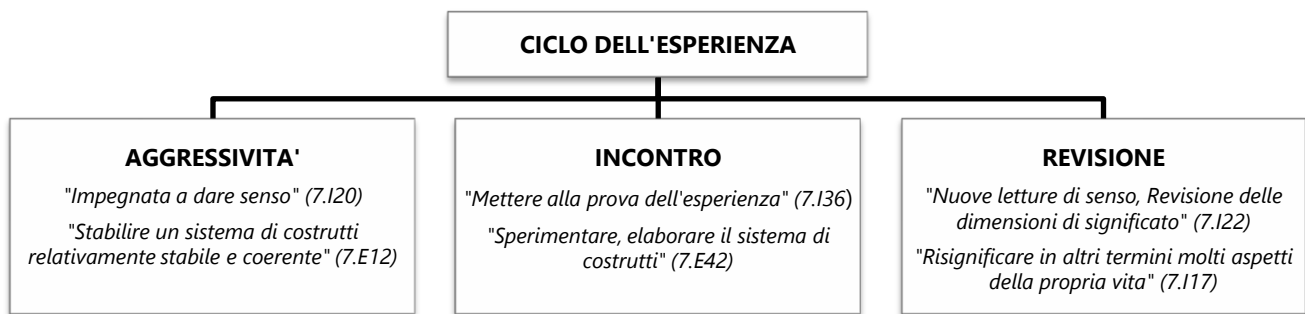 CICLO DELL'ESPERIENZA
AGGRESSIVITA'
"Impegnata a dare senso" (7.I20)
"Stabilire un sistema di costrutti
relativamente stabile e coerente" (7.E12)
INCONTRO
"Mettere alla prova dell'esperienza" (7.I36)
"Sperimentare, elaborare il sistema di
costrutti" (7.E42)
REVISIONE
"Nuove letture di senso, Revisione delle
dimensioni di significato" (7.I22)
"Risignificare in altri termini molti aspetti
della propria vita" (7.I17)